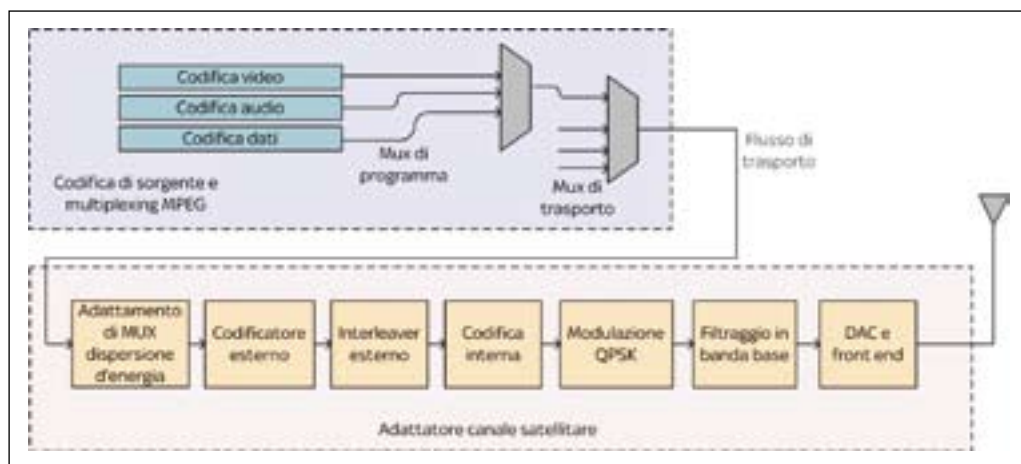 Codifica video
Codifica audio
Codifica dati
Mux di
programma
Mux di
trasporto
Flusso di
trasporto
Codifica di sorgente e
multiplexing MPEG
Adattamento
di MUX
dispersione
d'energia
Codificatore
esterno
Interleaver
esterno
Codifica
interna
Modulazione
QPSK
Filtraggio in
banda base
DAC e
front end
Adattatore canale satellitare